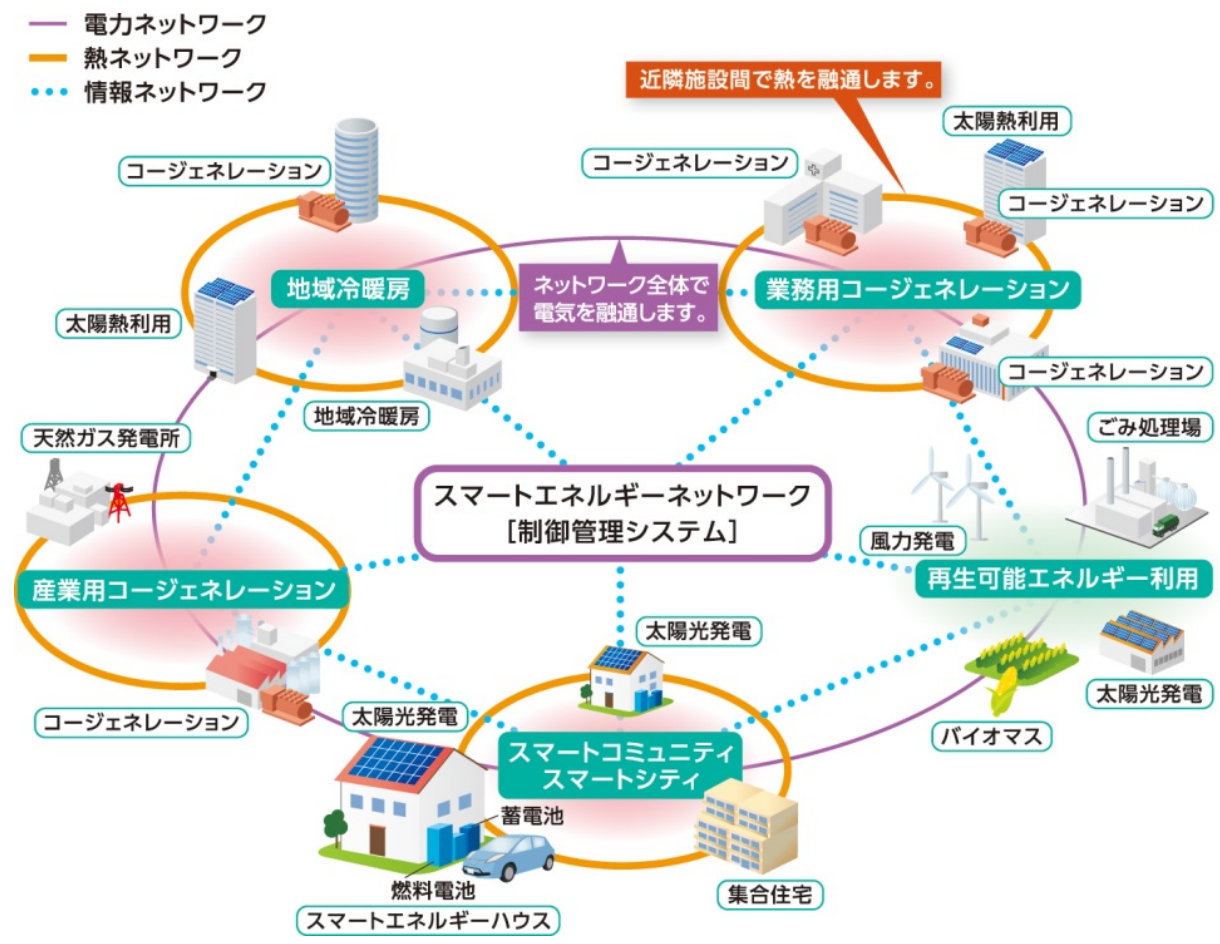 電力ネットワーク
熱ネットワーク
情報ネットワーク
近隣施設間で熱を融通します。
太陽熱利用
コージェネレーション
コージェネレーション
コージェネレーション
地域冷暖房
ネットワーク全体で
電気を融通します。
業務用コージェネレーション
太陽熱利用
コージェネレーション
地域冷暖房
天然ガス発電所
ごみ処理場
スマートエネルギーネットワーク
[制御管理システム]
風力発電
産業用コージェネレーション
再生可能エネルギー利用
太陽光発電
太陽光発電
コージェネレーション
太陽光発電
バイオマス
スマートコミュニティ
スマートシティ
蓄電池
燃料電池
集合住宅
スマートエネルギーハウス